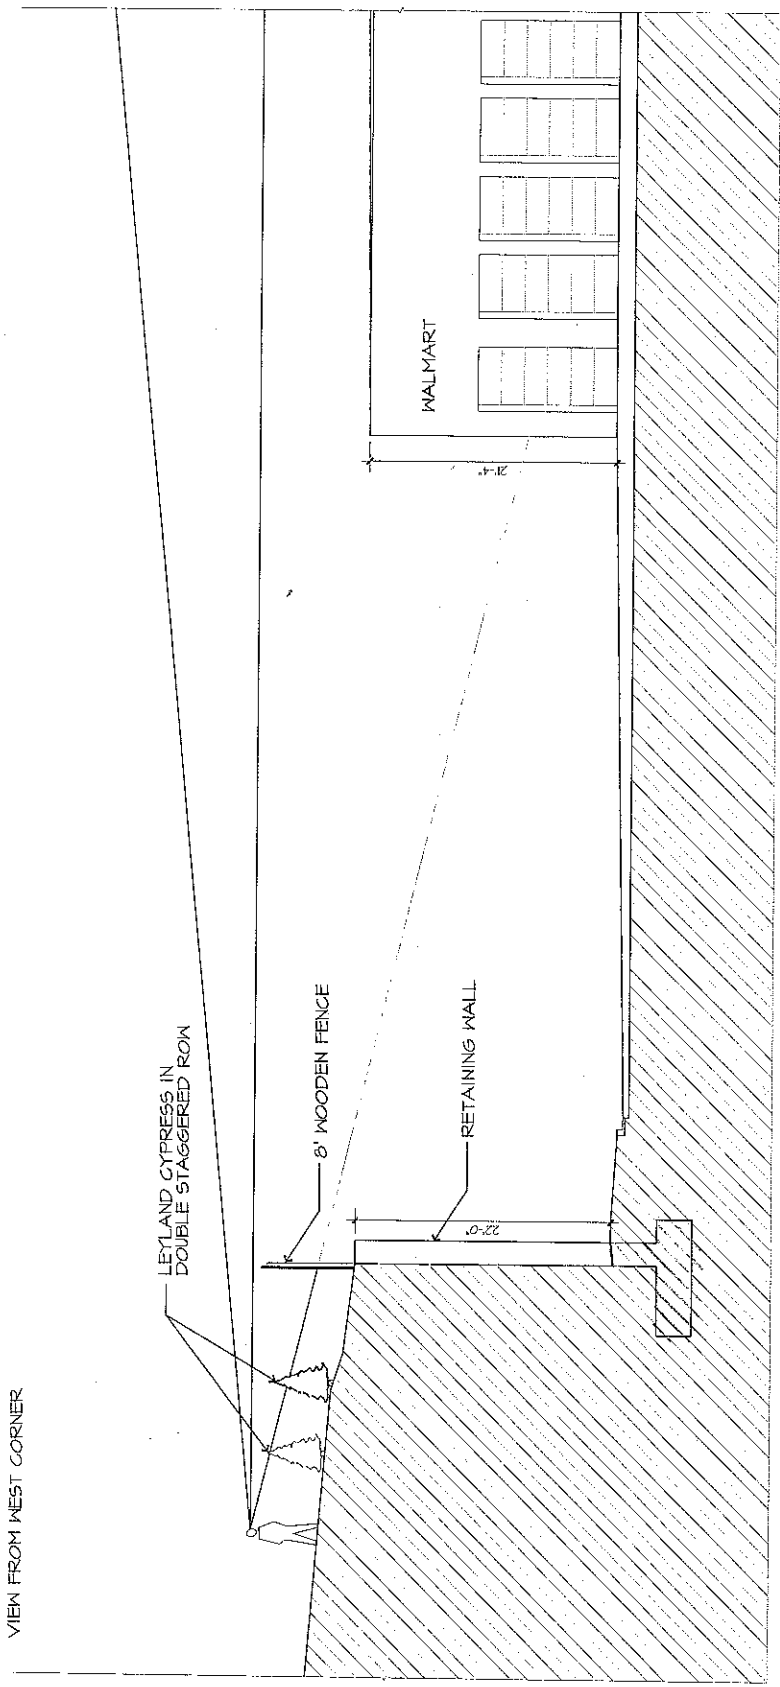 VIEW FROM WEST CORNER
LEYLAND CYPRESS IN
DOUBLE STAGGERED ROW
8' WOODEN FENCE
RETAINING WALL
22'-0"
21'-4"
WALMART